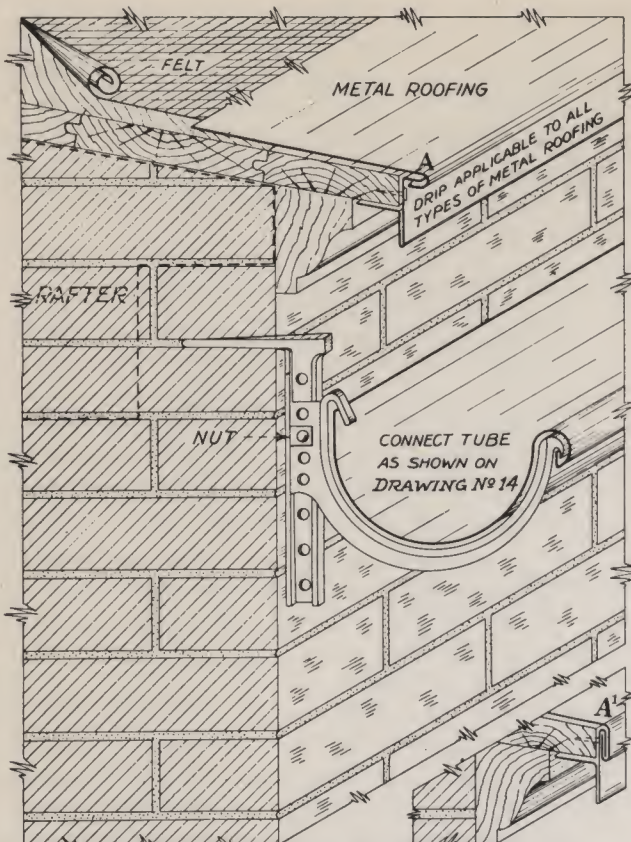 FELT
METAL ROOFING
A
DRIP APPLICABLE TO ALL
TYPES OF METAL ROOFING
RAFTER
NUT
CONNECT TUBE
AS SHOWN ON
DRAWING Nº 14
A¹